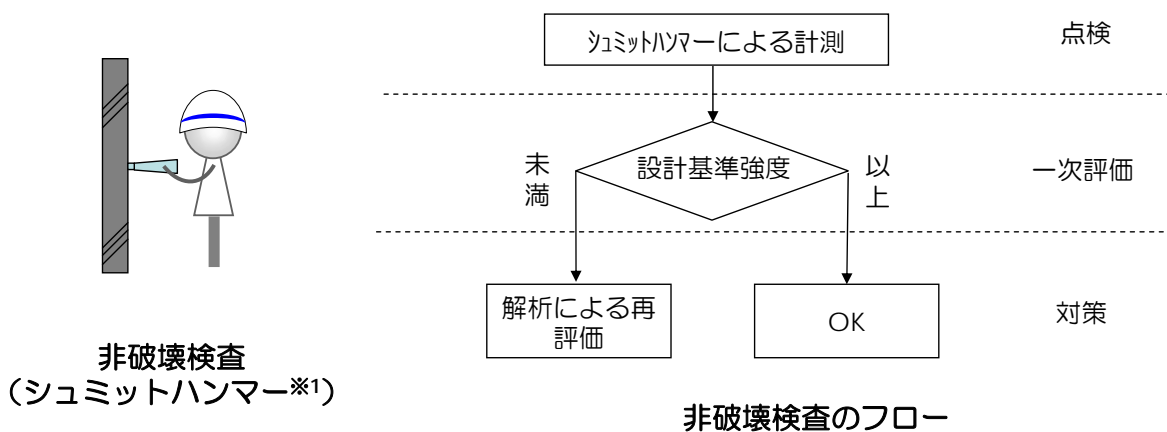 ｼｭﾐｯﾄﾊﾝﾏｰによる計測
点検
設計基準強度
未満
以上
一次評価
解析による再
評価
OK
対策
非破壊検査
（シュミットハンマー※1）
非破壊検査のフロー